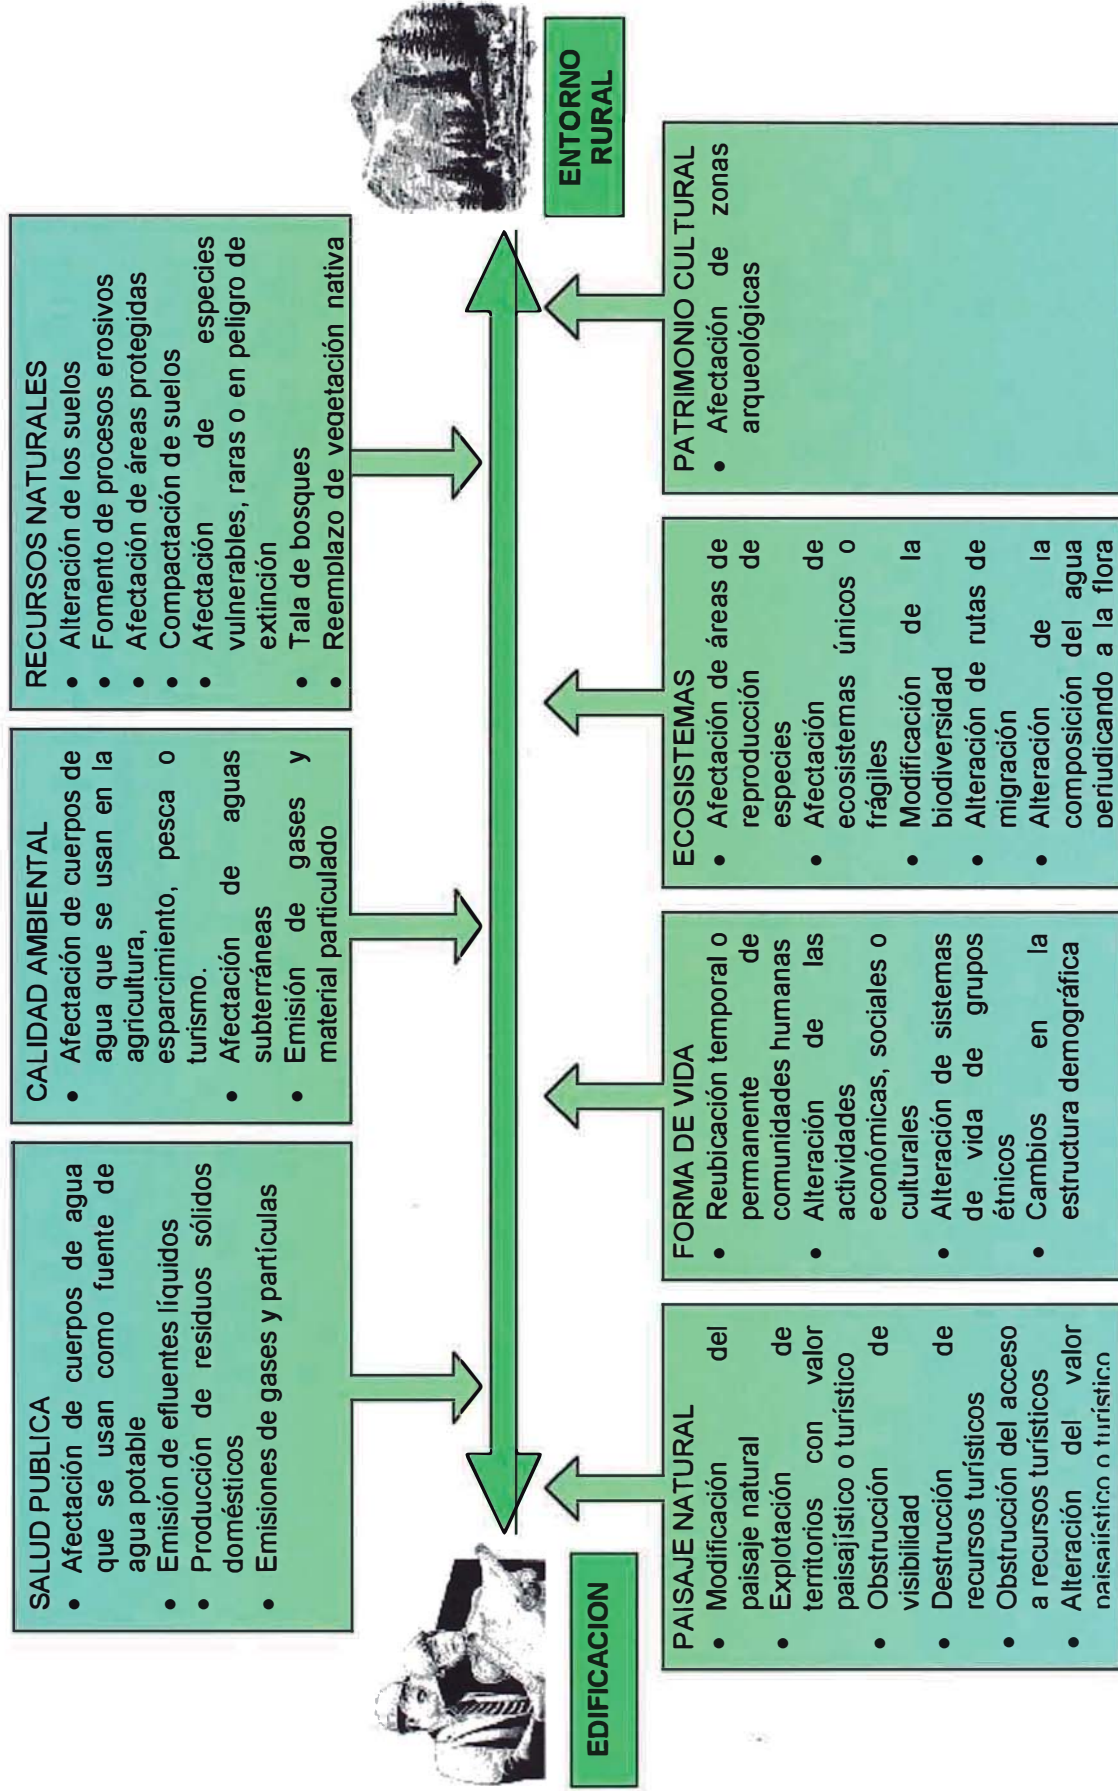 SALUD PUBLICA
• Afectación de cuerpos de agua
que se usan como fuente de
agua potable
• Emisión de efluentes líquidos
• Producción de residuos sólidos
domésticos
• Emisiones de gases y partículas
CALIDAD AMBIENTAL
• Afectación de cuerpos de
agua que se usan en la
agricultura,
esparcimiento, pesca o
turismo.
• Afectación de aguas
subterráneas
• Emisión de gases y
material particulado
RECURSOS NATURALES
• Alteración de los suelos
• Fomento de procesos erosivos
• Afectación de áreas protegidas
• Compactación de suelos
• Afectación de especies
vulnerables, raras o en peligro de
extinción
• Tala de bosques
• Reemplazo de vegetación nativa
EDIFICACION
ENTORNO
RURAL
PAISAJE NATURAL
• Modificación del
paisaje natural
• Explotación de
territorios con valor
paisajístico o turístico
• Obstrucción de
visibilidad
• Destrucción de
recursos turísticos
• Obstrucción del acceso
a recursos turísticos
• Alteración del valor
paisajístico o turístico
FORMA DE VIDA
• Reubicación temporal o
permanente de
comunidades humanas
• Alteración de las
actividades
económicas, sociales o
culturales
• Alteración de sistemas
de vida de grupos
étnicos
• Cambios en la
estructura demográfica
ECOSISTEMAS
• Afectación de áreas de
reproducción de
especies
• Afectación de
ecosistemas únicos o
frágiles
• Modificación de la
biodiversidad
• Alteración de rutas de
migración
• Alteración de la
composición del agua
perjudicando a la flora
PATRIMONIO CULTURAL
• Afectación de zonas
arqueológicas